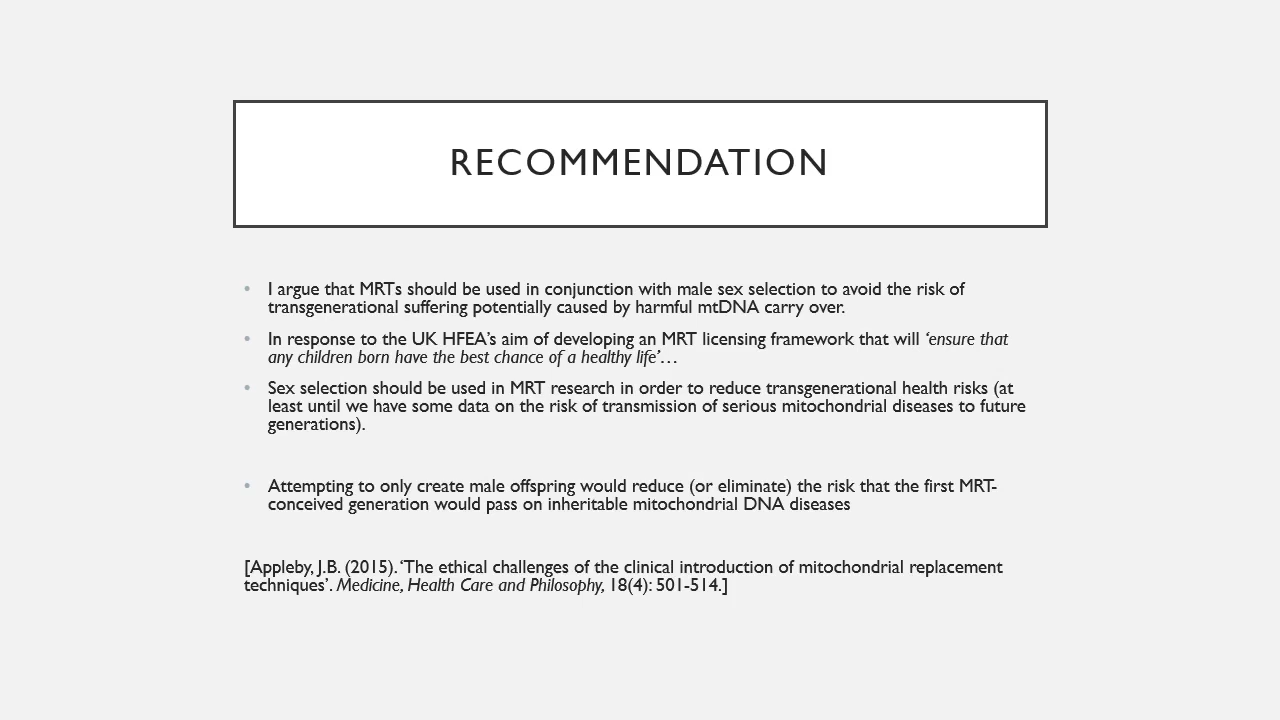 RECOMMENDATION
• I argue that MRTs should be used in conjunction with male sex selection to avoid the risk of
transgenerational suffering potentially caused by harmful mtDNA carry over.
• In response to the UK HFEA’s aim of developing an MRT licensing framework that will ‘ensure that
any children born have the best chance of a healthy life’…
• Sex selection should be used in MRT research in order to reduce transgenerational health risks (at
least until we have some data on the risk of transmission of serious mitochondrial diseases to future
generations).
• Attempting to only create male offspring would reduce (or eliminate) the risk that the first MRT-
conceived generation would pass on inheritable mitochondrial DNA diseases
[Appleby, J.B. (2015). ‘The ethical challenges of the clinical introduction of mitochondrial replacement
techniques’. Medicine, Health Care and Philosophy, 18(4): 501-514.]